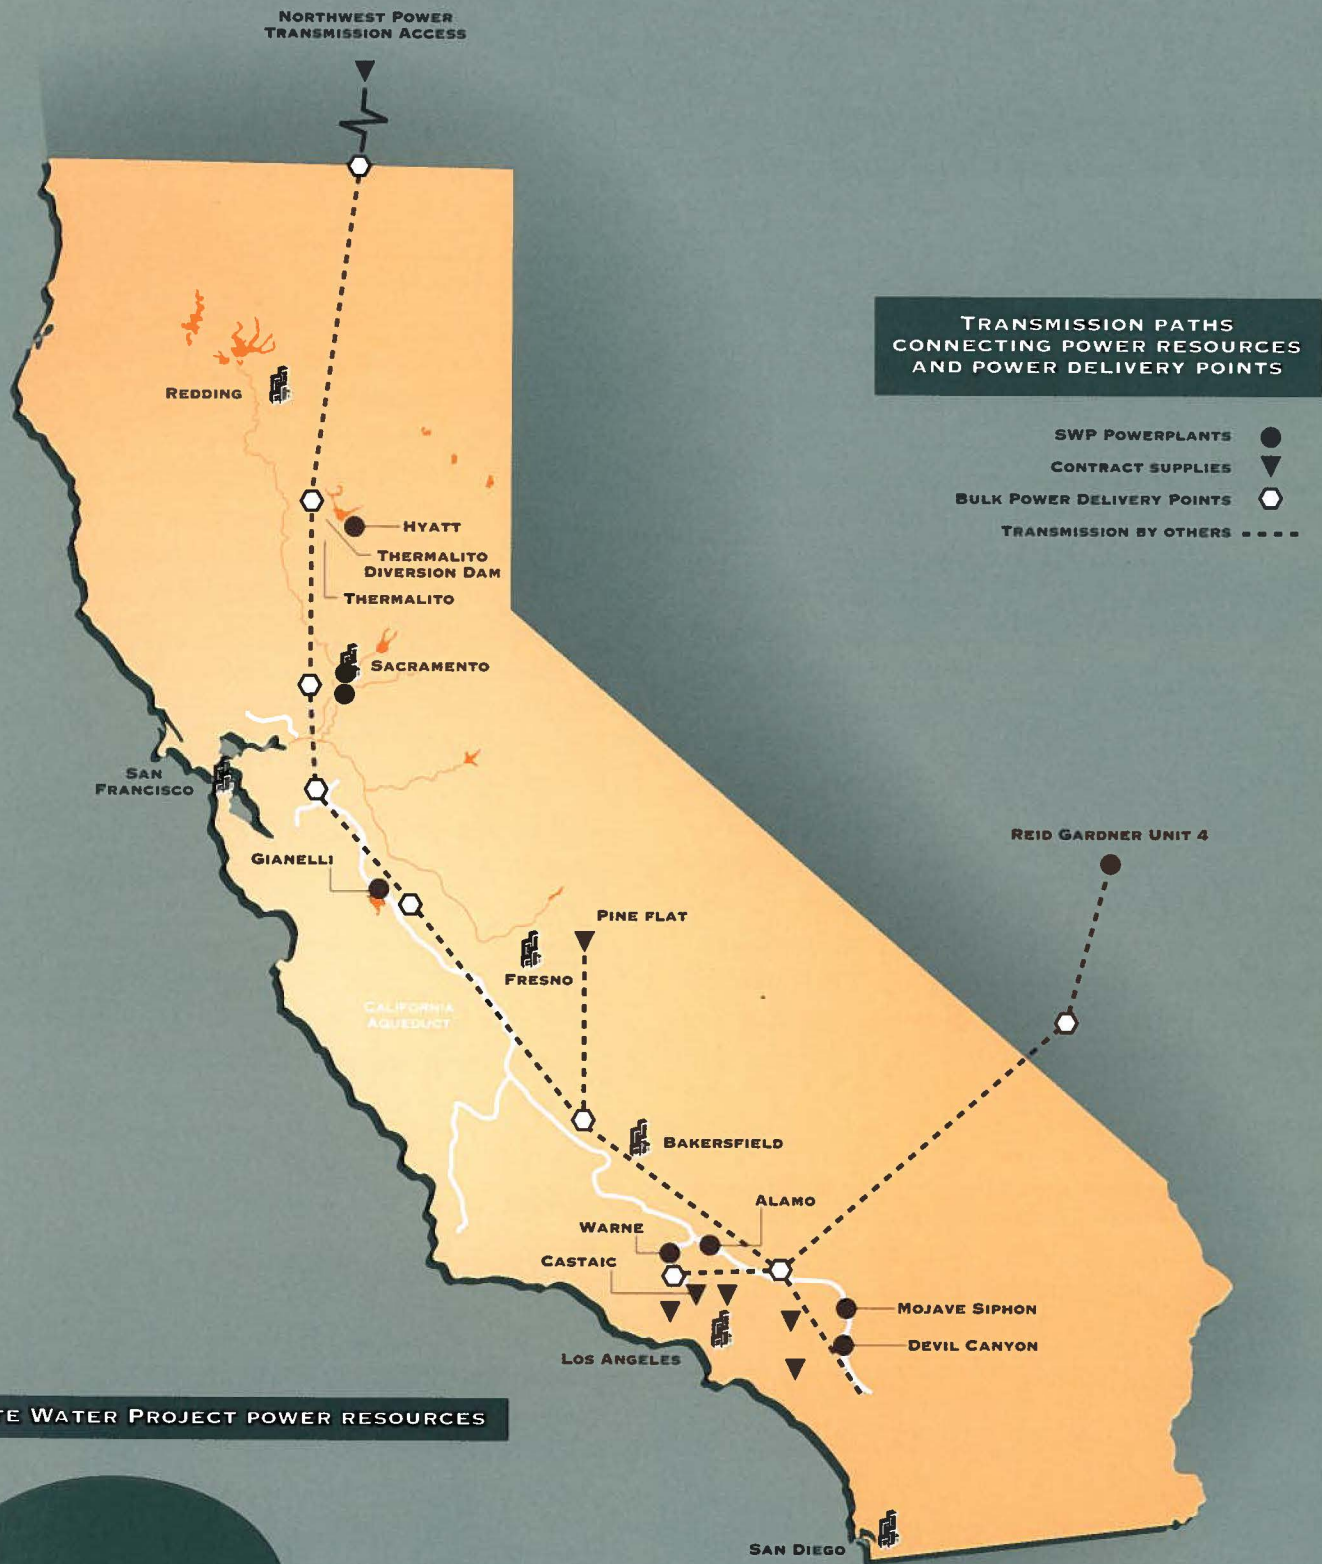 NORTHWEST POWER
TRANSMISSION ACCESS
TRANSMISSION PATHS
CONNECTING POWER RESOURCES
AND POWER DELIVERY POINTS
SWP POWERPLANTS
CONTRACT SUPPLIES
BULK POWER DELIVERY POINTS
TRANSMISSION BY OTHERS
REDDING
HYATT
THERMALITO
DIVERSION DAM
THERMALITO
SACRAMENTO
SAN
FRANCISCO
REID GARDNER UNIT 4
GIANELLI
PINE FLAT
FRESNO
CALIFORNIA
AQUEDUCT
BAKERSFIELD
ALAMO
WARNE
CASTAIC
MOJAVE SIPHON
DEVIL CANYON
LOS ANGELES
TE WATER PROJECT POWER RESOURCES
SAN DIEGO